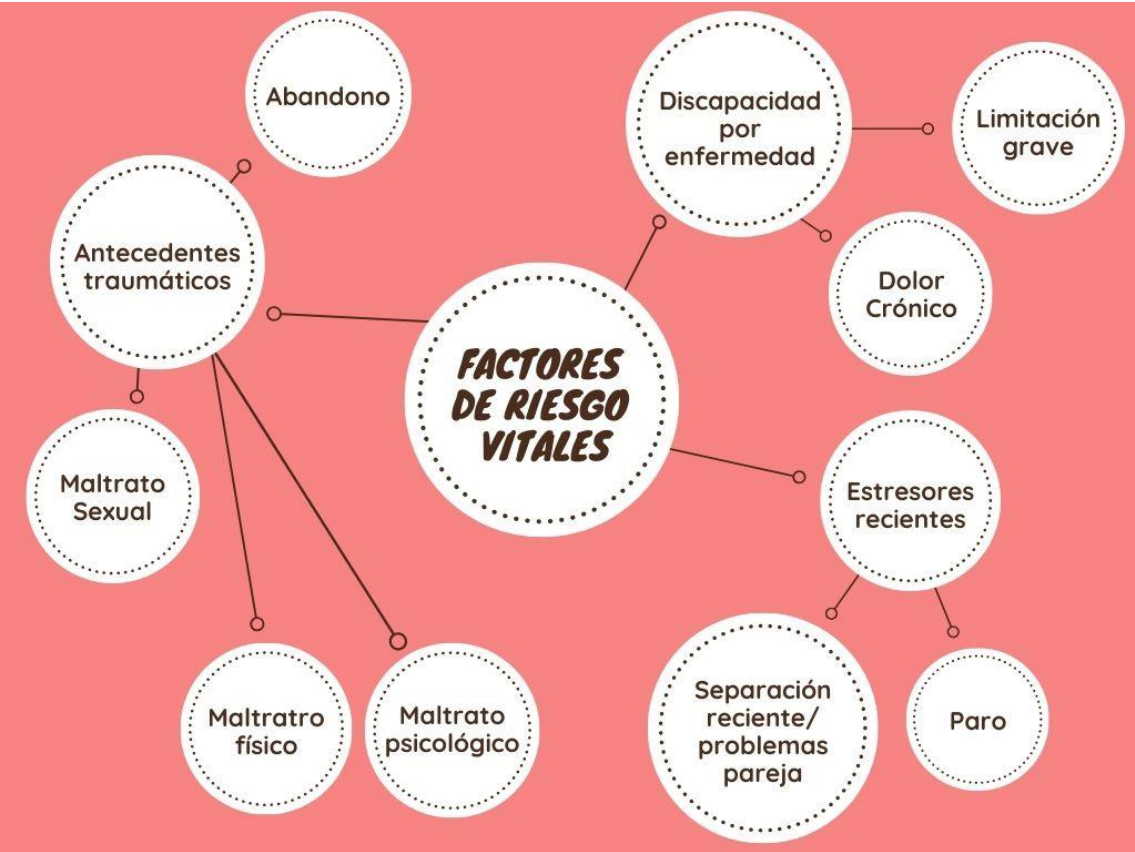 Abandono
Antecedentes
traumáticos
Maltrato
Sexual
Maltratro
físico
Maltrato
psicológico
FACTORES
DE RIESGO
VITALES
Discapacidad
por
enfermedad
Limitación
grave
Dolor
Crónico
Estresores
recientes
Separación
reciente/
problemas
pareja
Paro